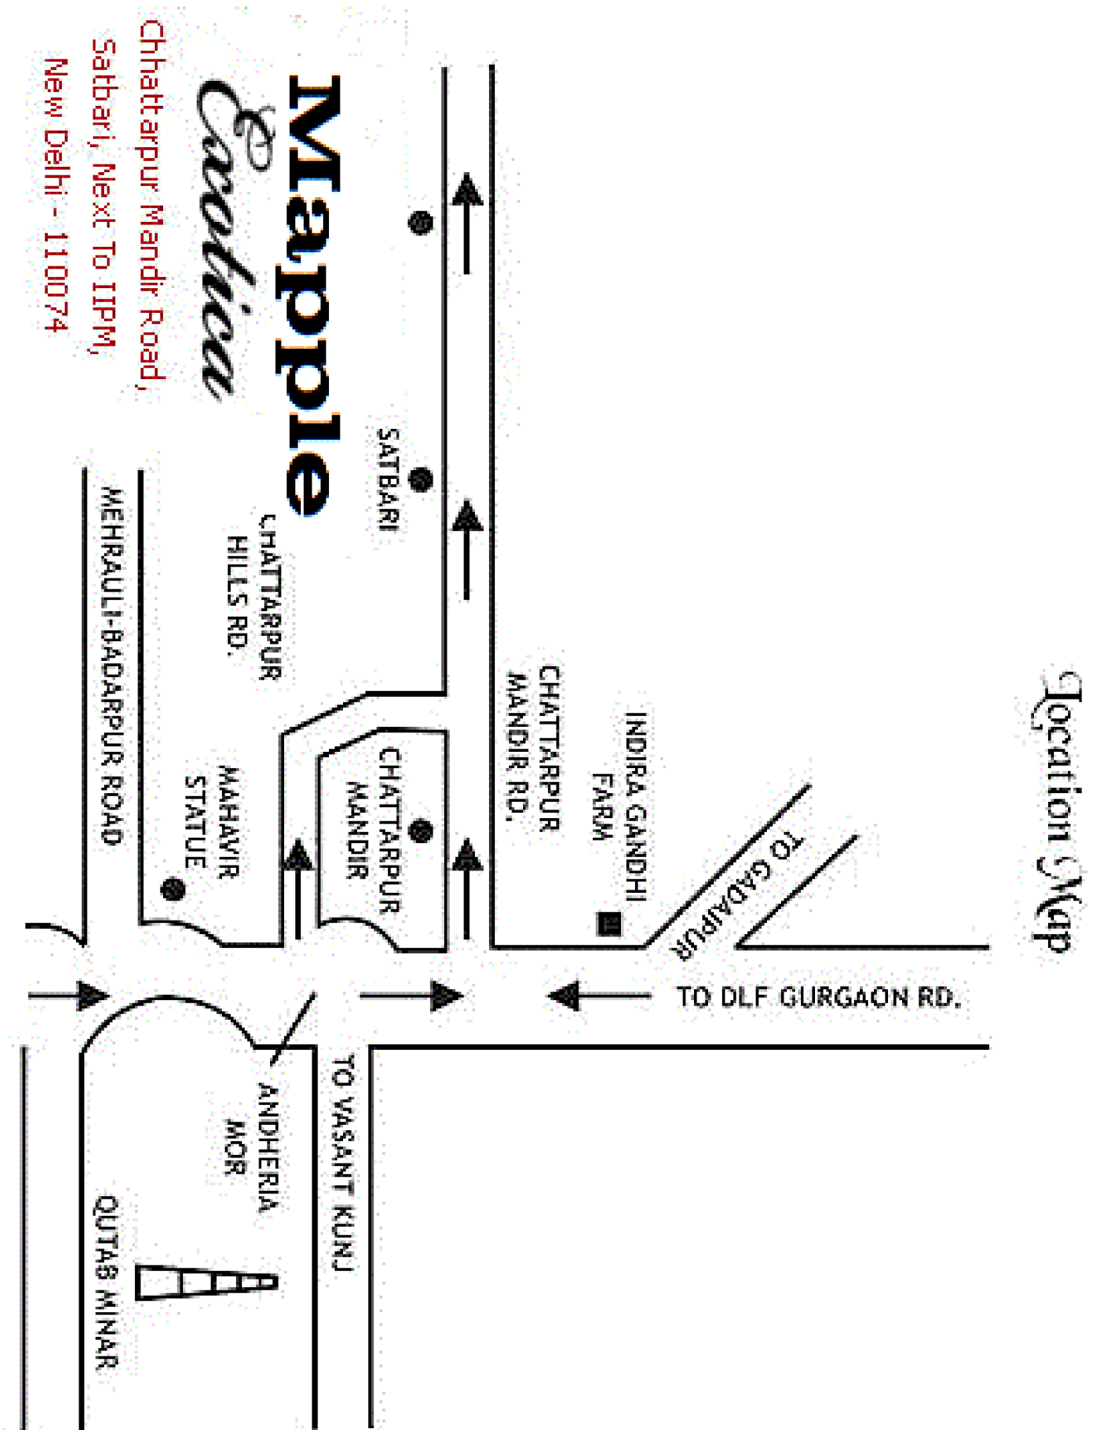 Location Map
TO GADAIPUR
TO DLF GURGAON RD.
INDIRA GANDHI
FARM
CHATTARPUR
MANDIR RD.
SATBARI
CHATTARPUR
MANDIR
Mapple
Exotica
CHATTARPUR
HILLS RD.
MAHAVIR
STATUE
Chhattarpur Mandir Road,
Satbari, Next To IIPM,
New Delhi - 110074
MEHRAULI-BADARPUR ROAD
TO VASANT KUNJ
ANDHERIA
MOR
QUTAB MINAR